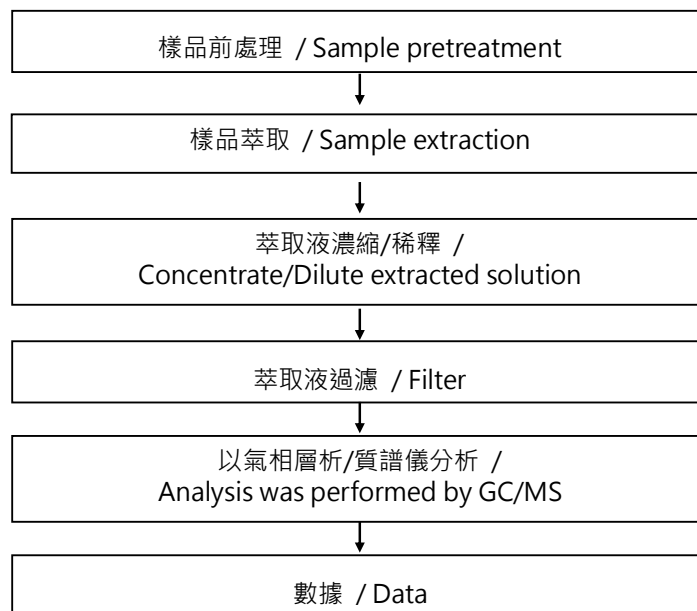 樣品前處理 / Sample pretreatment
樣品萃取 / Sample extraction
萃取液濃縮/稀釋 /
Concentrate/Dilute extracted solution
萃取液過濾 / Filter
以氣相層析/質譜儀分析 /
Analysis was performed by GC/MS
數據 / Data